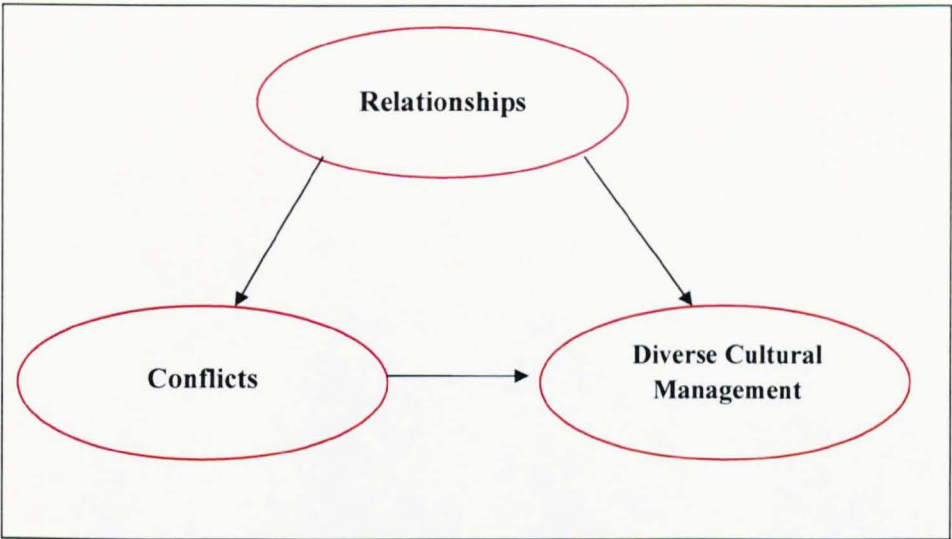 Relationships
Conflicts
Diverse Cultural
Management